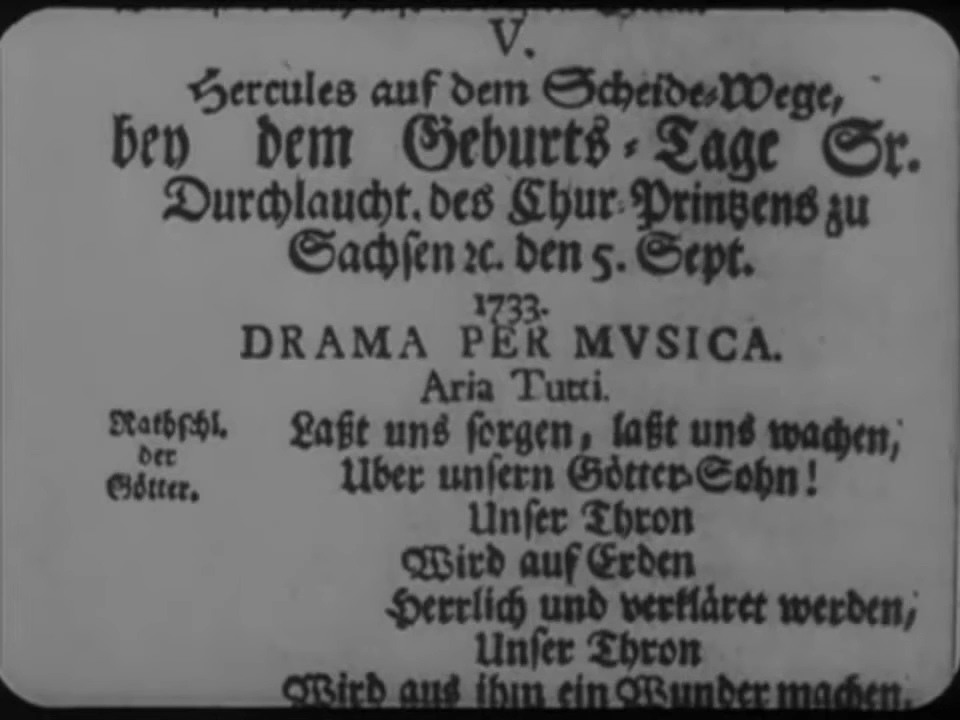 V.
Hercules auf dem Scheide-Wege,
bey dem Geburts-Tage Sr.
Durchlaucht. des Chur-Printzens zu
Sachsen ꝛc. den 5. Sept.
1733.
DRAMA PER MVSICA.
Aria Tutti.
Rathschl. der Götter.
Laßt uns sorgen, laßt uns wachen,
Uber unsern Götter-Sohn!
Unser Thron
Wird auf Erden
Herrlich und verkläret werden,
Unser Thron
Wird aus ihm ein Wunder machen.